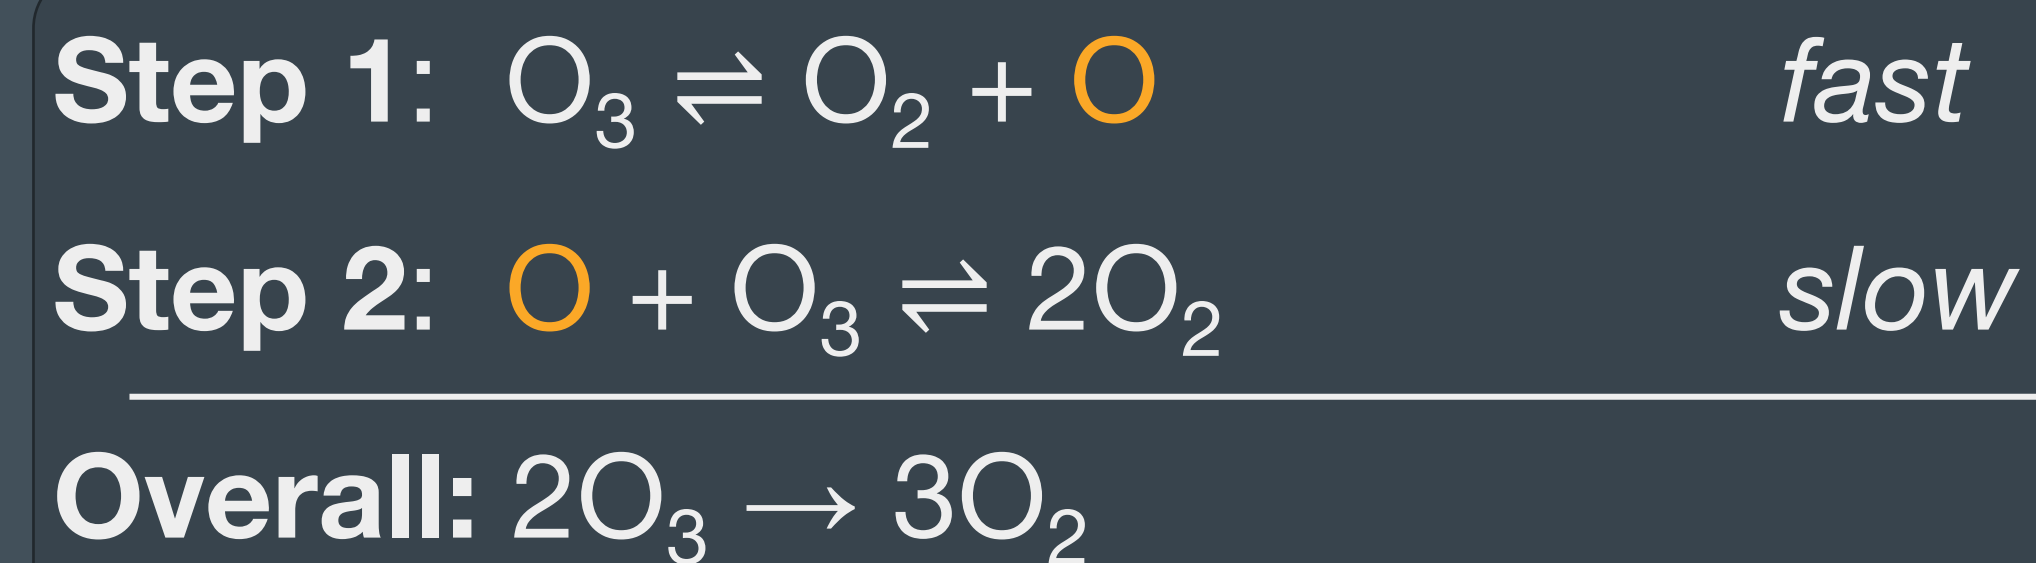 Step 1: O₃ ⇌ O₂ + O fast
Step 2: O + O₃ ⇌ 2O₂ slow
Overall: 2O₃ → 3O₂